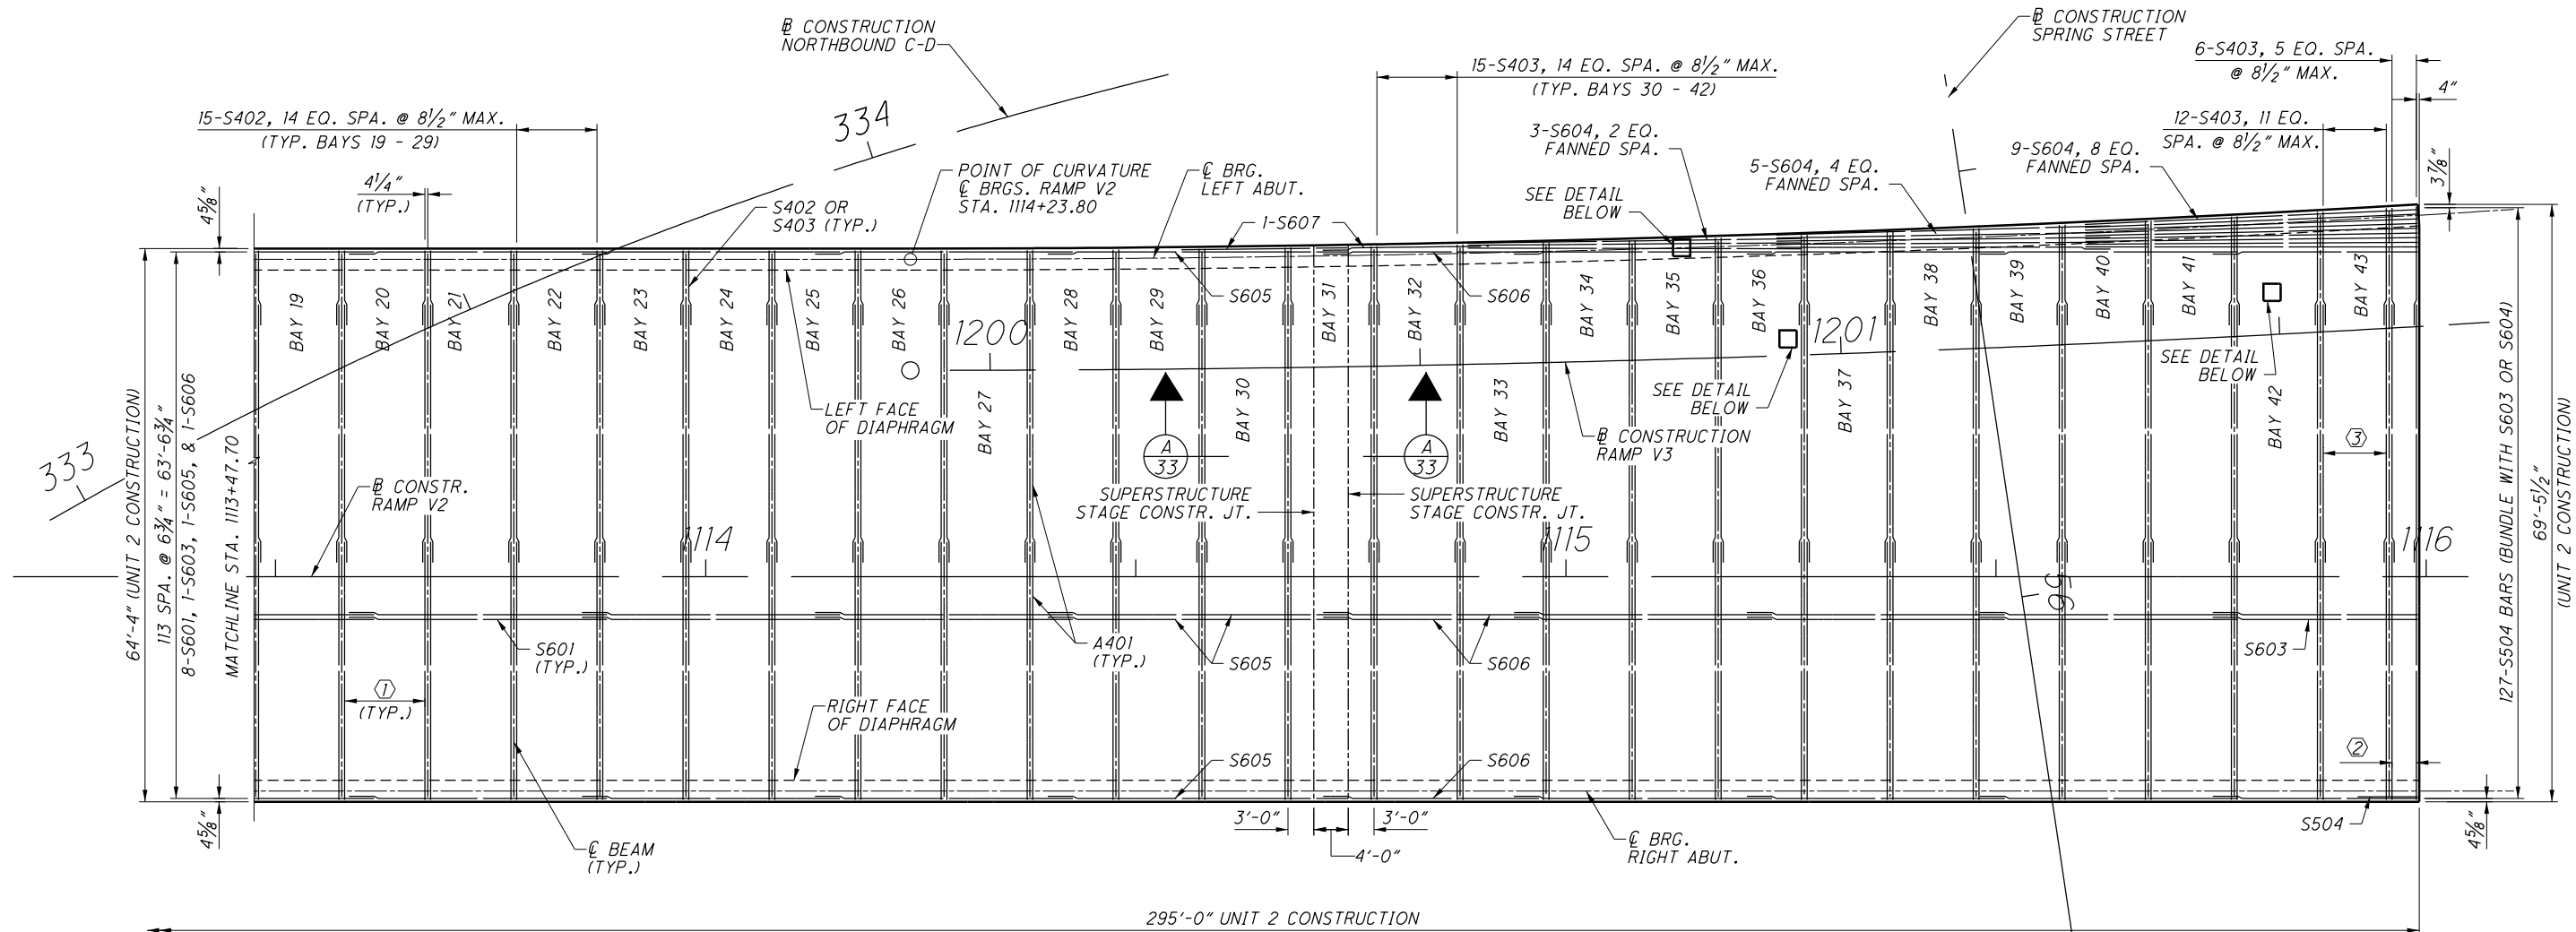 ℄ CONSTRUCTION
NORTHBOUND C-D
℄ CONSTRUCTION
SPRING STREET
6-S403, 5 EQ. SPA.
@ 8½" MAX.
15-S403, 14 EQ. SPA. @ 8½" MAX.
(TYP. BAYS 30 - 42)
4"
15-S402, 14 EQ. SPA. @ 8½" MAX.
(TYP. BAYS 19 - 29)
334
3-S604, 2 EQ.
FANNED SPA.
12-S403, 11 EQ.
SPA. @ 8½" MAX.
9-S604, 8 EQ.
FANNED SPA.
5-S604, 4 EQ.
FANNED SPA.
3⅞"
POINT OF CURVATURE
℄ BRGS. RAMP V2
STA. 1114+23.80
℄ BRG.
LEFT ABUT.
4¼"
(TYP.)
4⅝"
S402 OR
S403 (TYP.)
SEE DETAIL
BELOW
1-S607
BAY 19
BAY 20
BAY 21
BAY 22
BAY 23
BAY 24
BAY 25
BAY 26
BAY 27
BAY 28
BAY 29
BAY 30
BAY 31
BAY 32
BAY 33
BAY 34
BAY 35
BAY 36
BAY 37
BAY 38
BAY 39
BAY 40
BAY 41
BAY 42
BAY 43
S605
S606
1200
1201
SEE DETAIL
BELOW
SEE DETAIL
BELOW
LEFT FACE
OF DIAPHRAGM
℄ CONSTRUCTION
RAMP V3
A
33
A
33
3
333
64'-4" (UNIT 2 CONSTRUCTION)
113 SPA. @ 6¾" = 63'-6¾"
8-S601, 1-S603, 1-S605, & 1-S606
MATCHLINE STA. 1113+47.70
℄ CONSTR.
RAMP V2
SUPERSTRUCTURE
STAGE CONSTR. JT.
SUPERSTRUCTURE
STAGE CONSTR. JT.
1114
1115
1116
95
127-S504 BARS (BUNDLE WITH S603 OR S604)
69'-5½"
(UNIT 2 CONSTRUCTION)
S601
(TYP.)
A401
(TYP.)
S605
S606
S603
1
(TYP.)
RIGHT FACE
OF DIAPHRAGM
S605
S606
2
4⅝"
3'-0"
3'-0"
4'-0"
S504
4⅝"
℄ BEAM
(TYP.)
℄ BRG.
RIGHT ABUT.
295'-0" UNIT 2 CONSTRUCTION